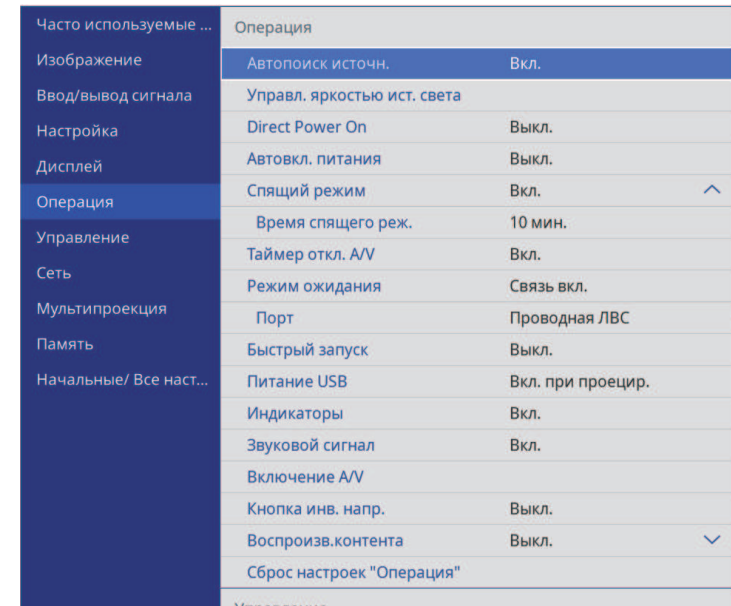 Часто используемые ...
Изображение
Ввод/вывод сигнала
Настройка
Дисплей
Операция
Управление
Сеть
Мультипроекция
Память
Начальные/ Все наст...
Операция
Автопоиск источн. Вкл.
Управл. яркостью ист. света
Direct Power On Выкл.
Автовкл. питания Выкл.
Спящий режим Вкл.
Время спящего реж. 10 мин.
Таймер откл. A/V Вкл.
Режим ожидания Связь вкл.
Порт Проводная ЛВС
Быстрый запуск Выкл.
Питание USB Вкл. при проецир.
Индикаторы Вкл.
Звуковой сигнал Вкл.
Включение A/V
Кнопка инв. напр. Выкл.
Воспроизв.контента Выкл.
Сброс настроек "Операция"